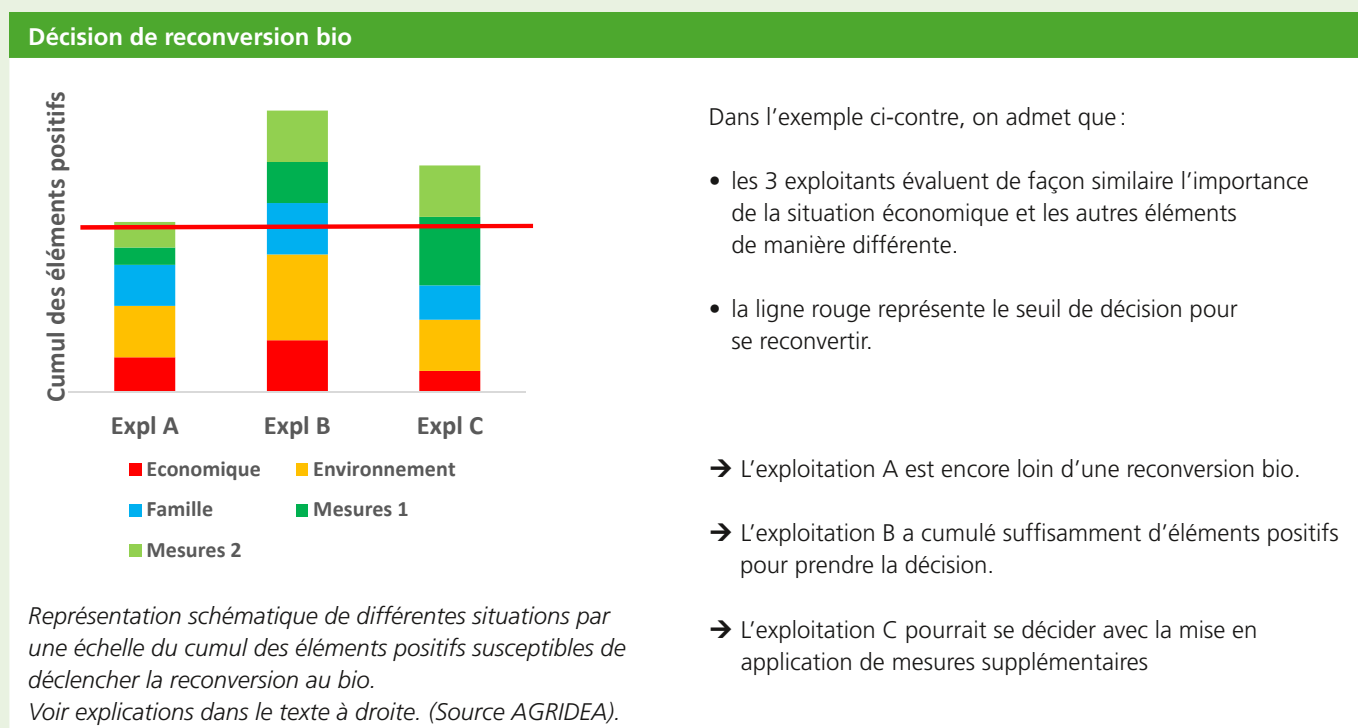 Décision de reconversion bio
Cumul des éléments positifs
Expl A
Expl B
Expl C
Economique
Environnement
Famille
Mesures 1
Mesures 2
Représentation schématique de différentes situations par
une échelle du cumul des éléments positifs susceptibles de
déclencher la reconversion au bio.
Voir explications dans le texte à droite. (Source AGRIDEA).
Dans l’exemple ci-contre, on admet que :
• les 3 exploitants évaluent de façon similaire l’importance
de la situation économique et les autres éléments
de manière différente.
• la ligne rouge représente le seuil de décision pour
se reconvertir.
➔ L’exploitation A est encore loin d’une reconversion bio.
➔ L’exploitation B a cumulé suffisamment d’éléments positifs
pour prendre la décision.
➔ L’exploitation C pourrait se décider avec la mise en
application de mesures supplémentaires